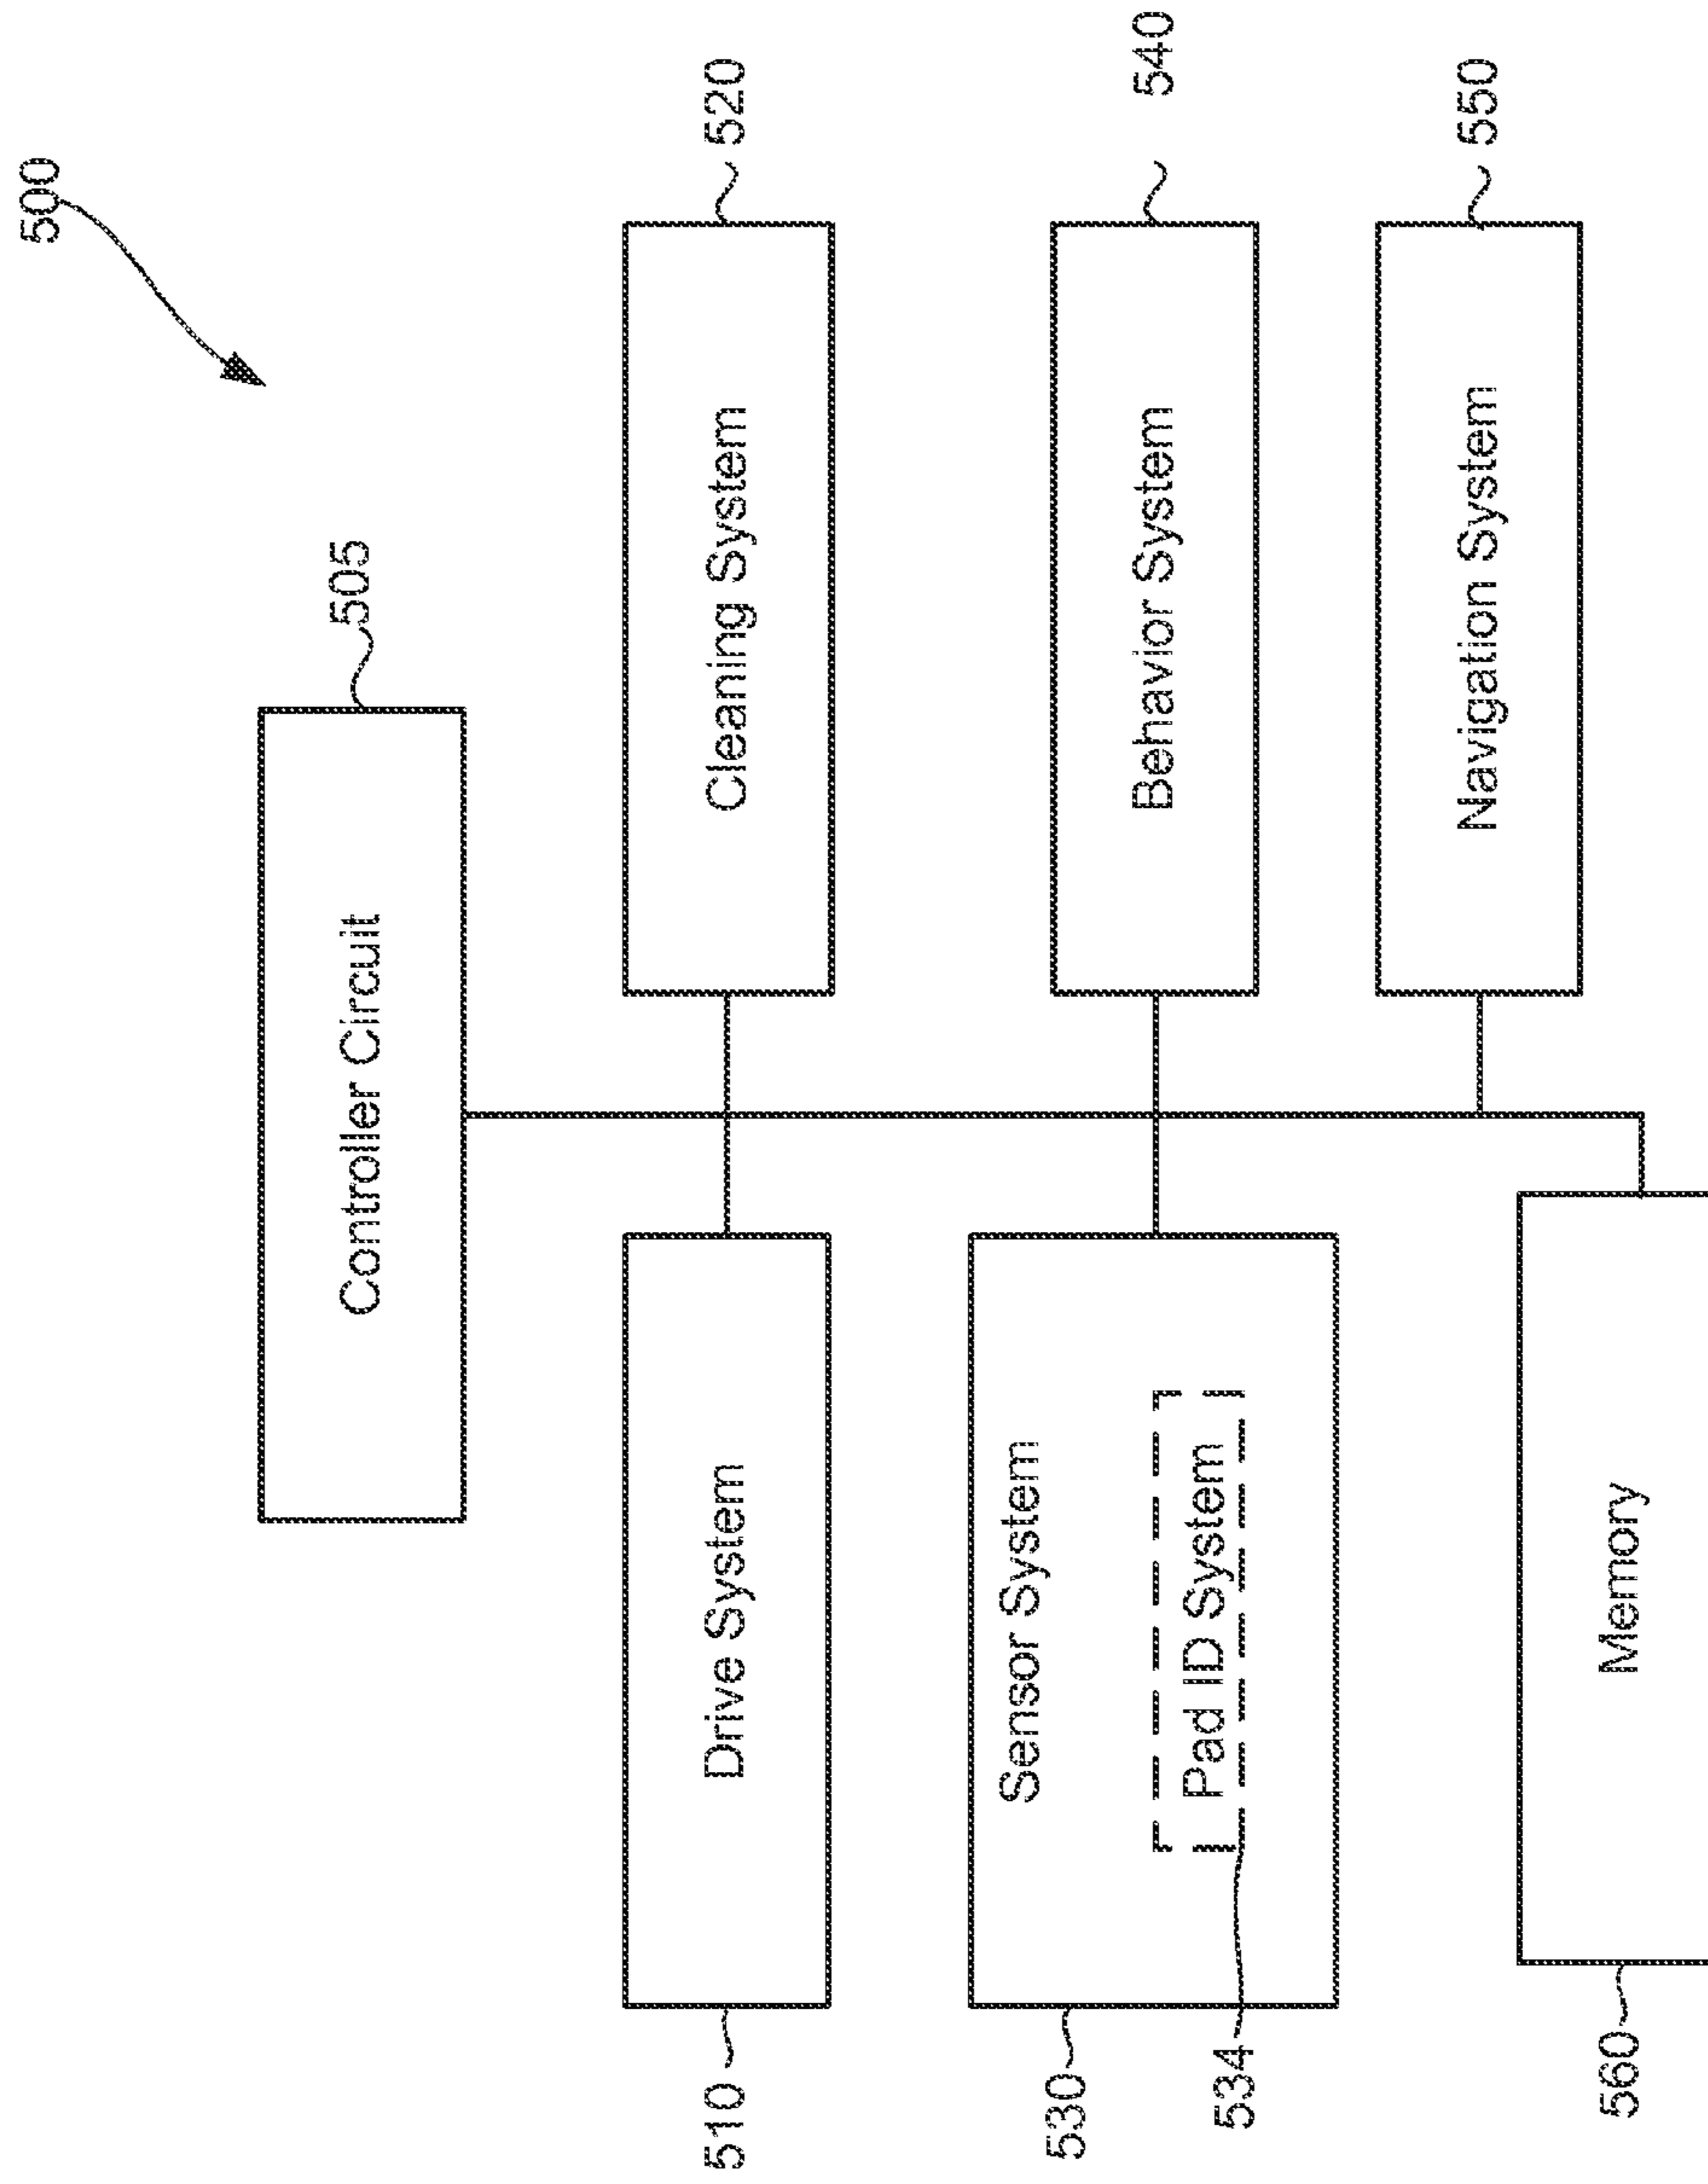 500
Controller Circuit
505
510
Drive System
Cleaning System
520
530
Sensor System
Pad ID System
534
Behavior System
540
Navigation System
550
560
Memory